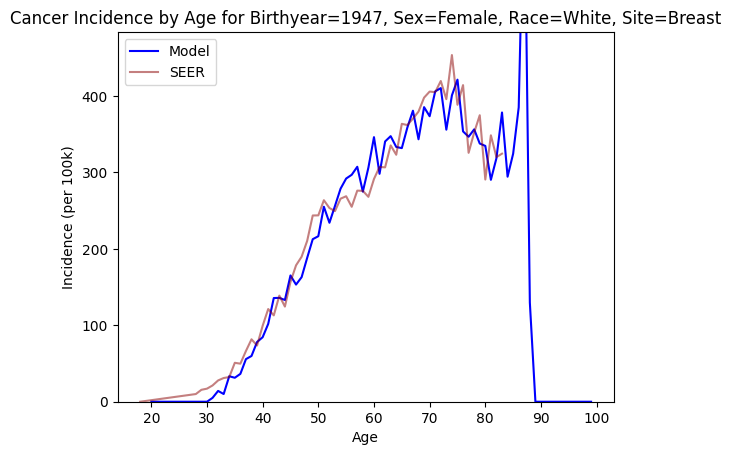 Cancer Incidence by Age for Birthyear=1947, Sex=Female, Race=White, Site=Breast
Model
SEER
400
300
200
100
0
Incidence (per 100k)
20 30 40 50 60 70 80 90 100
Age